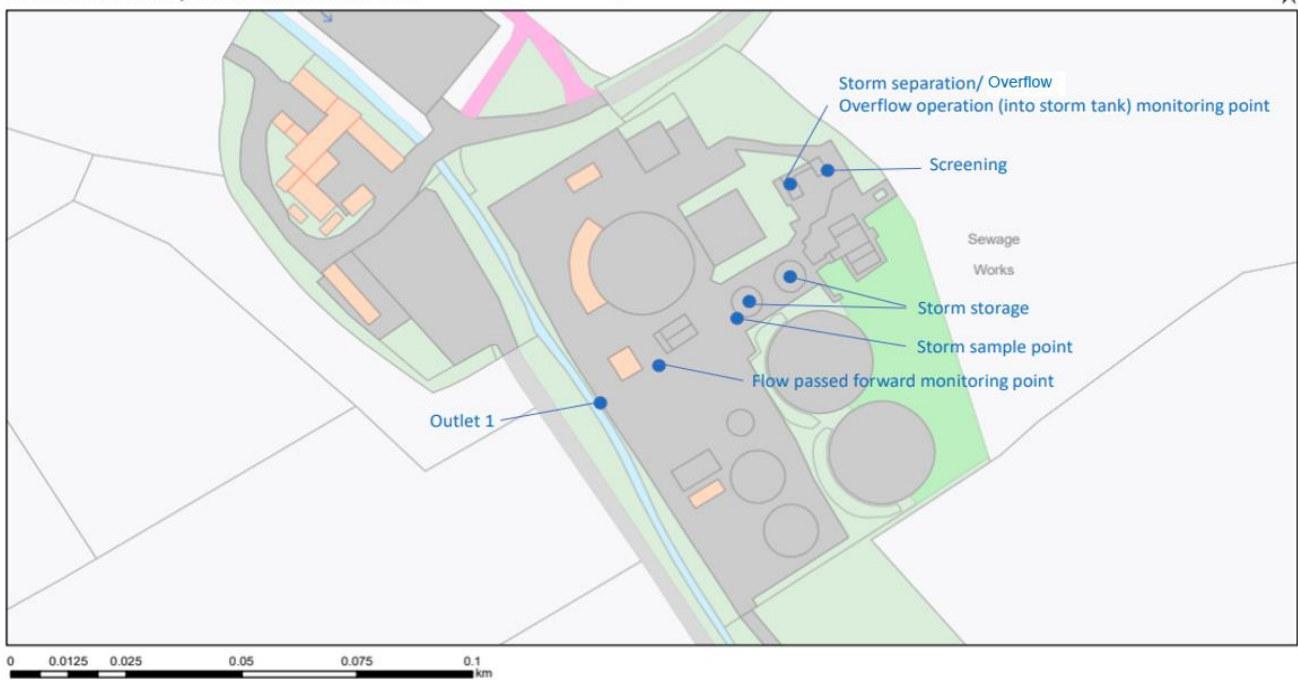 Storm separation/ Overflow
Overflow operation (into storm tank) monitoring point
Screening
Sewage
Works
Storm storage
Storm sample point
Flow passed forward monitoring point
Outlet 1
0 0.0125 0.025 0.05 0.075 0.1
km